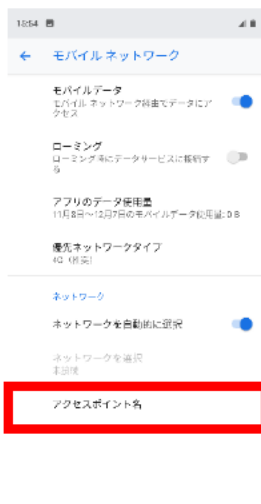 15:54
モバイル ネットワーク
モバイルデータ
モバイル ネットワーク経由でデータにア
クセス
ローミング
ローミング時にデータサービスに接続す
る
アプリのデータ使用量
11月8日～12月7日のモバイルデータ使用量: 0 B
優先ネットワークタイプ
4G（推奨）
ネットワーク
ネットワークを自動的に選択
ネットワークを選択
アクセスポイント名